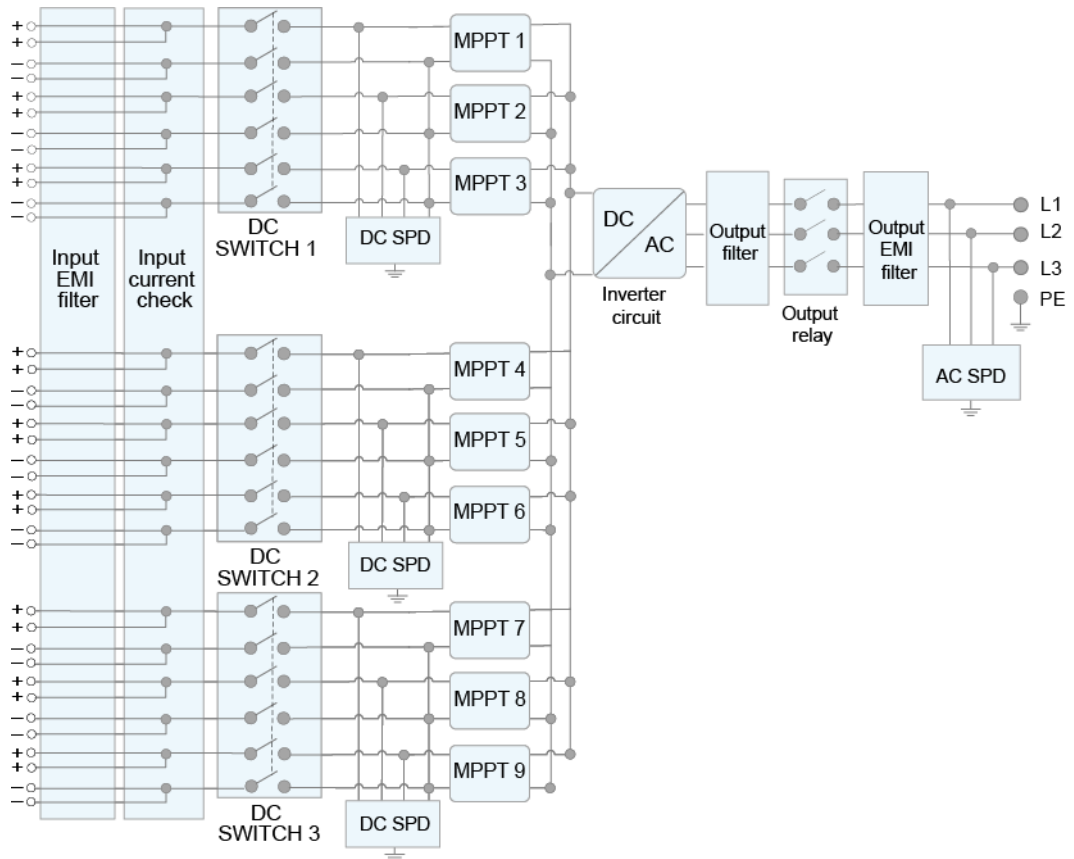 +
+
−
−
+
+
−
−
+
+
−
−
Input
EMI
filter
Input
current
check
DC
SWITCH 1
DC SPD
MPPT 1
MPPT 2
MPPT 3
DC
AC
Inverter
circuit
Output
filter
Output
relay
Output
EMI
filter
L1
L2
L3
PE
AC SPD
+
+
−
−
+
+
−
−
+
+
−
−
DC
SWITCH 2
DC SPD
MPPT 4
MPPT 5
MPPT 6
+
+
−
−
+
+
−
−
+
+
−
−
DC
SWITCH 3
DC SPD
MPPT 7
MPPT 8
MPPT 9